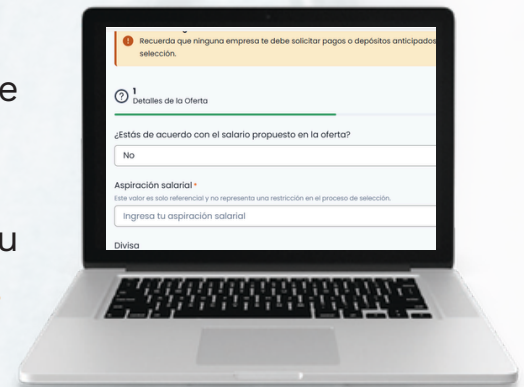 Recuerda que ninguna empresa te debe solicitar pagos o depósitos anticipados
selección.
1
Detalles de la Oferta
¿Estás de acuerdo con el salario propuesto en la oferta?
No
Aspiración salarial *
Este valor es solo referencial y no representa una restricción en el proceso de selección.
Ingresa tu aspiración salarial
Divisa
e
u